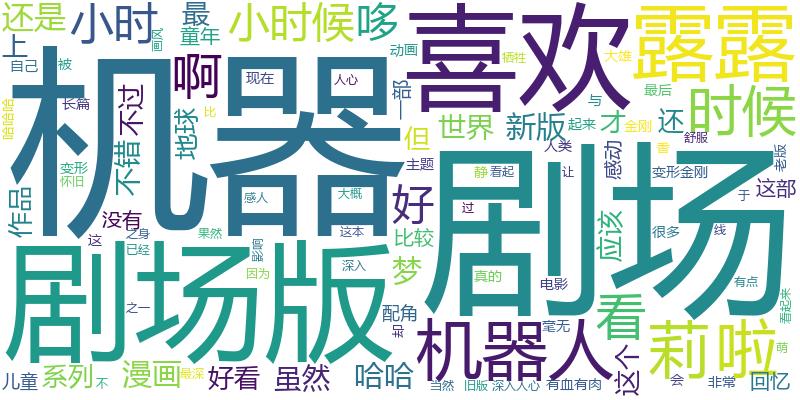 还是
小时
最
小时候
哆
喜欢
露露
上
童年
画风
动画
牺牲
大雄
自己
被
啊
现在
人心
一部
最后
哈哈哈
长篇
不过
比
机器
与
时候
但
世界
新版
起来
才
金刚
还
地球
不错
作品
变形
怀旧
感人
大概
主题
静
看起
人类
让
感动
香
舒服
变形金刚
老版
这部
没有
好
过
于
这
之身
已经
果然
这本
比较
应该
很多
线
剧场
剧场版
因为
深入
梦
真的
电影
有点
看起来
之一
配角
却
毫无
看
机器人
莉啦
萌
儿童
系列
不
漫画
最深
好看
虽然
哈哈
当然
旧版
深入人心
有血有肉
这个
会
非常
回忆